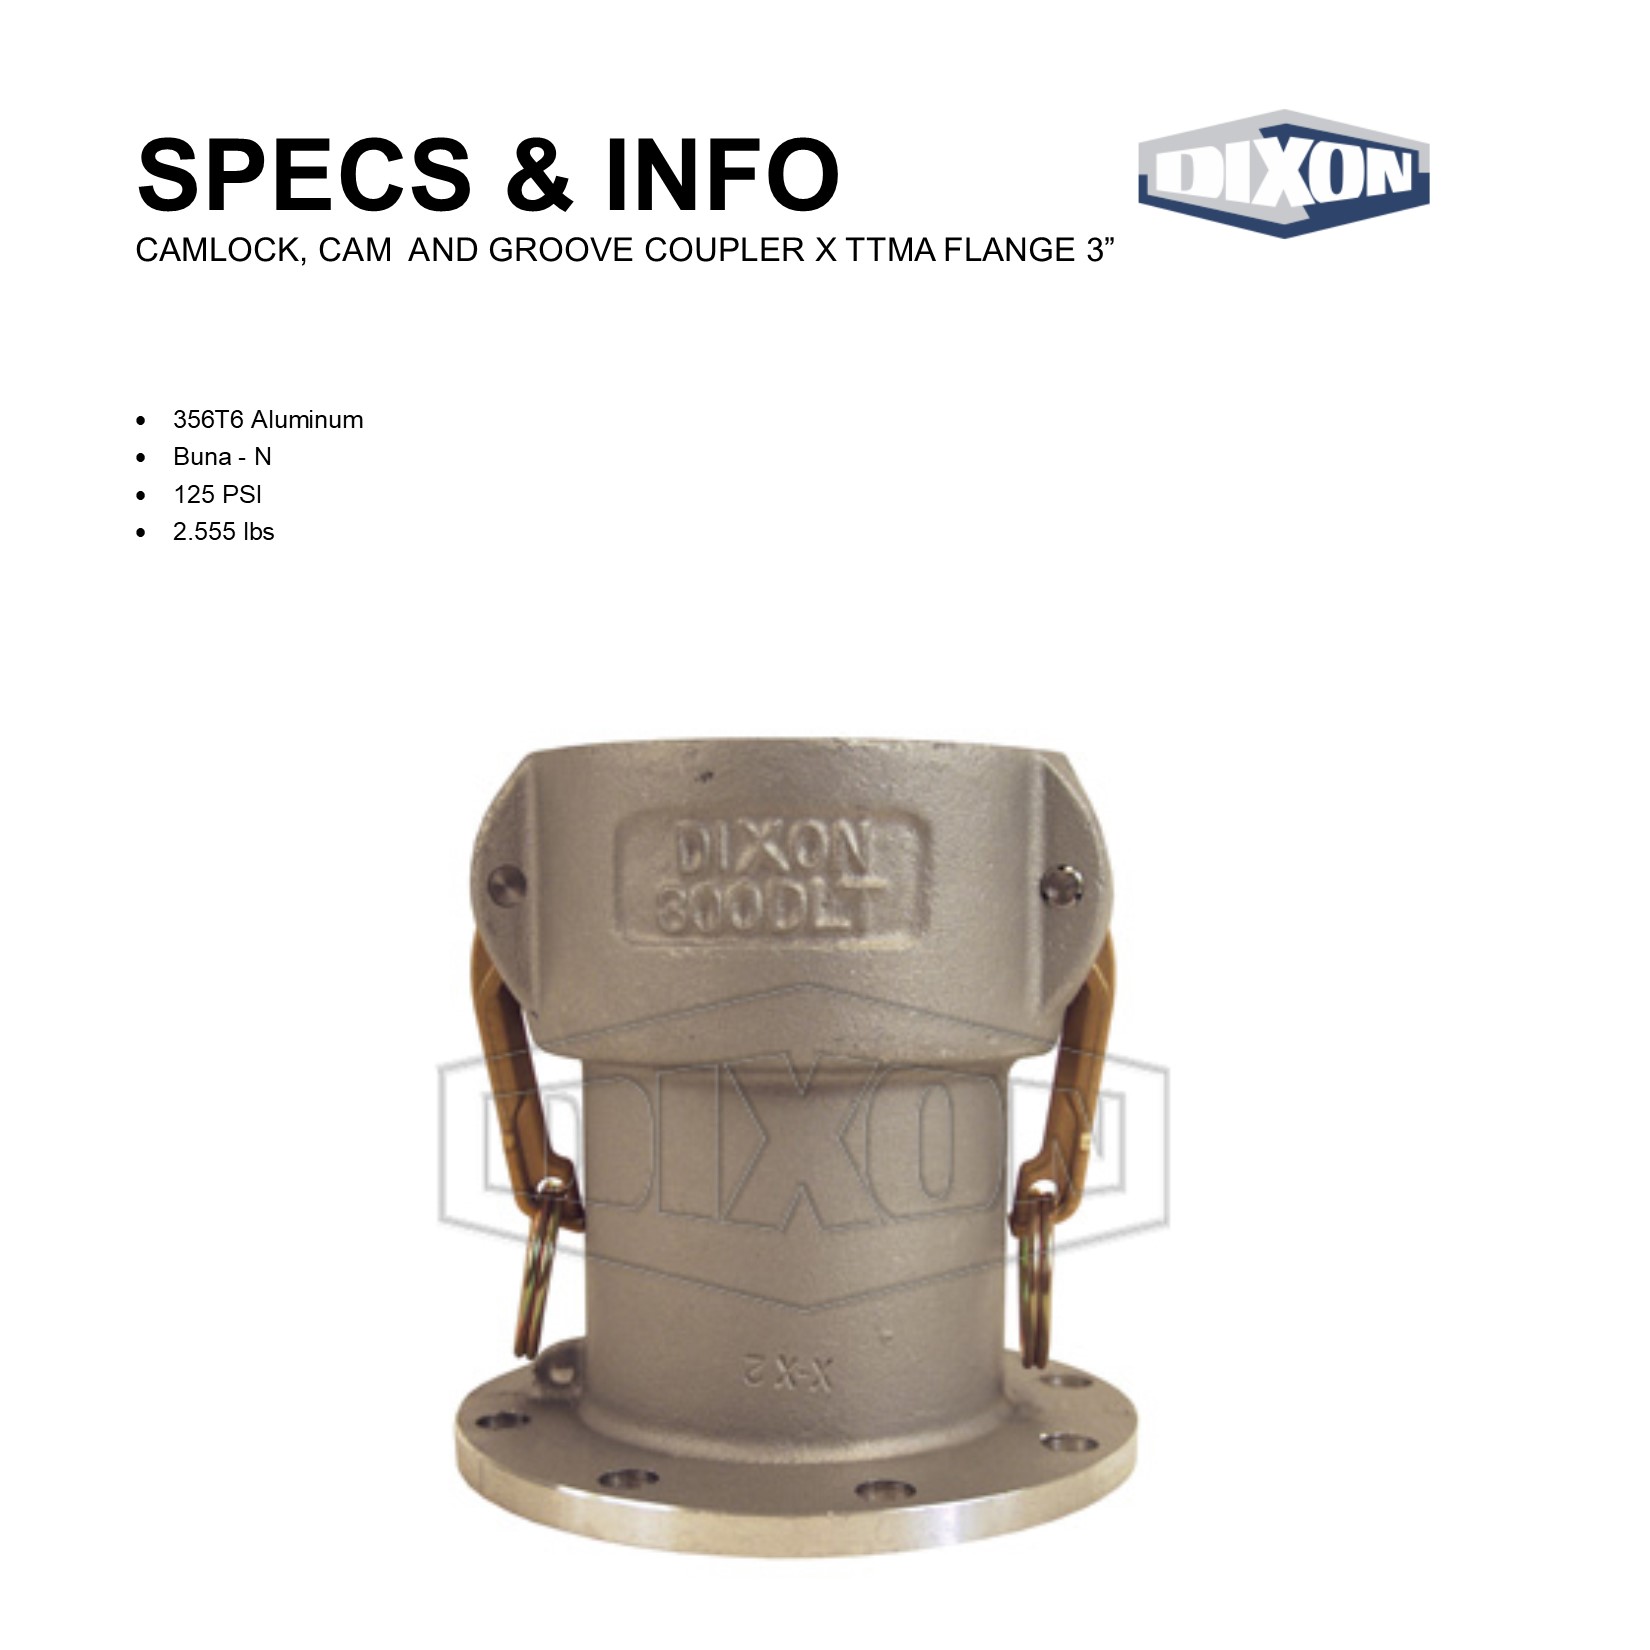 SPECS & INFO
DIXON
CAMLOCK, CAM AND GROOVE COUPLER X TTMA FLANGE 3”
• 356T6 Aluminum
• Buna - N
• 125 PSI
• 2.555 lbs
DIXON
300DLT
DIXON
X-X2